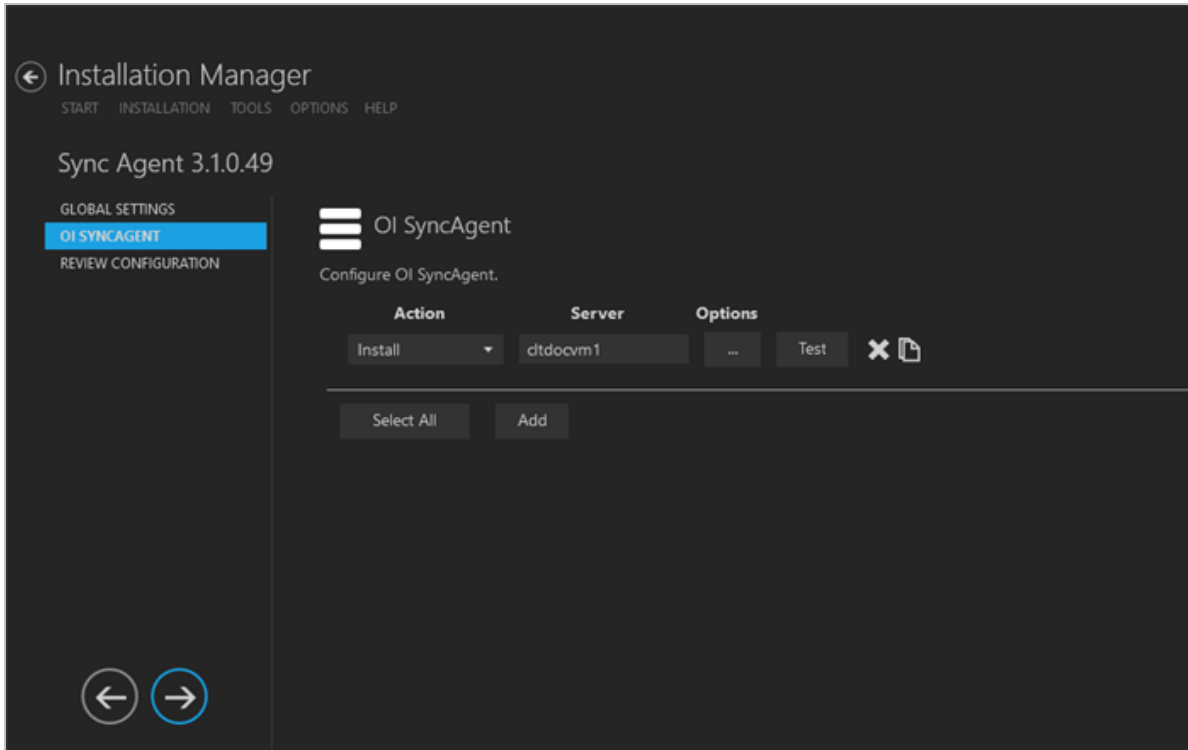 Installation Manager
START INSTALLATION TOOLS OPTIONS HELP
Sync Agent 3.1.0.49
GLOBAL SETTINGS
OI SYNCAGENT
REVIEW CONFIGURATION
OI SyncAgent
Configure OI SyncAgent.
Action Server Options
Install dtdocvm1 ... Test
Select All Add